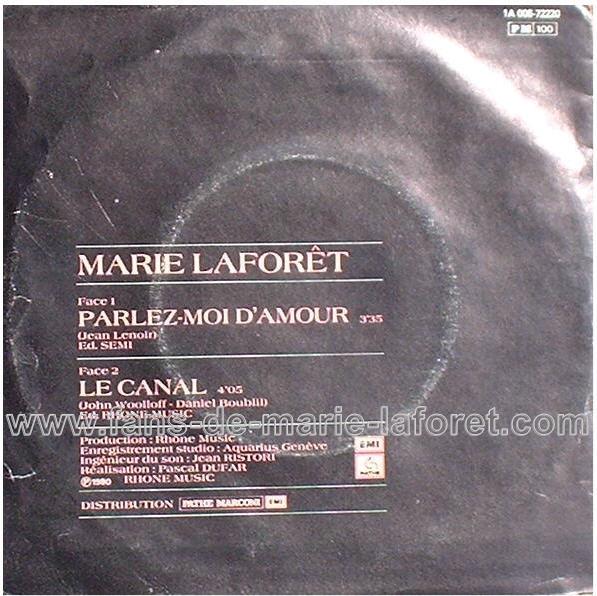 1A 008-72220
PM 100
MARIE LAFORÊT
Face 1
PARLEZ-MOI D'AMOUR 3'35
(Jean Lenoir)
Ed. SEMI
Face 2
LE CANAL 4'05
(John Woolloff - Daniel Boublil)
Ed. RHONE MUSIC
www.fans-de-marie-laforet.com
Production : Rhône Music
Enregistrement studio : Aquarius Genève
Ingénieur du son : Jean RISTORI
Réalisation : Pascal DUFAR
℗ 1980 RHONE MUSIC
EMI
DISTRIBUTION PATHE MARCONI EMI